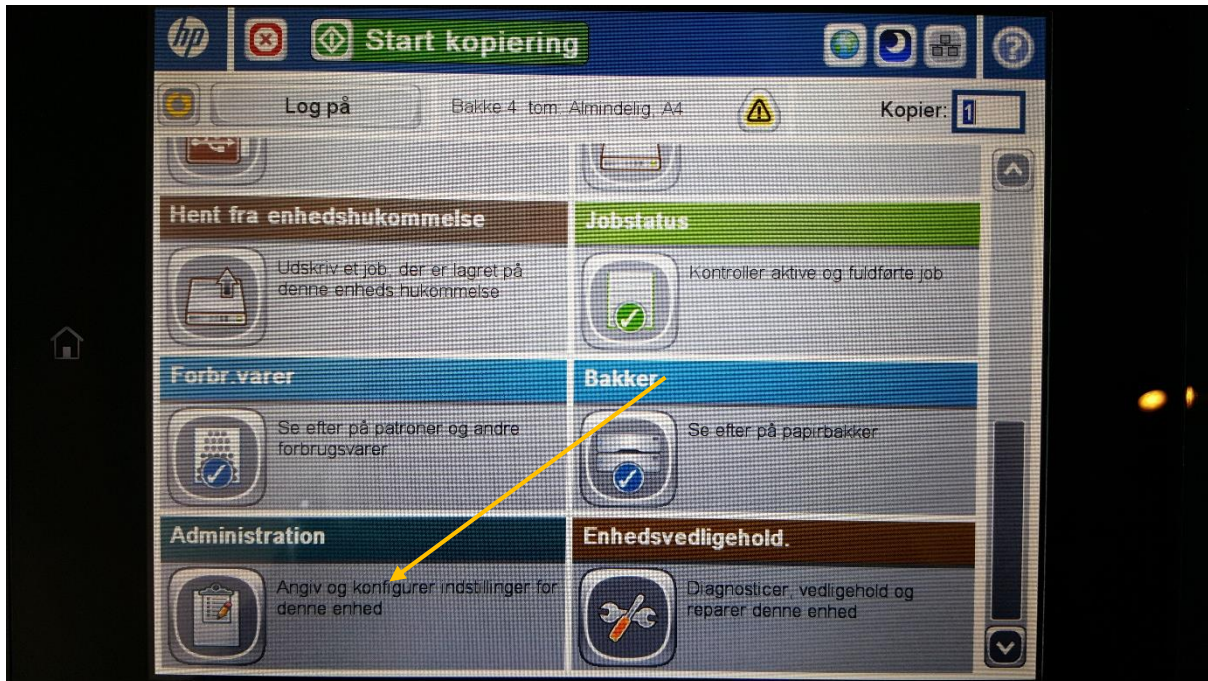 hp
Start kopiering
?
Log på
Bakke 4 tom: Almindelig, A4
Kopier: 1
Hent fra enhedshukommelse
Udskriv et job, der er lagret på
denne enheds hukommelse
Jobstatus
Kontroller aktive og fuldførte job
Forbr.varer
Se efter på patroner og andre
forbrugsvarer
Bakker
Se efter på papirbakker
Administration
Angiv og konfigurer indstillinger for
denne enhed
Enhedsvedligehold.
Diagnosticer, vedligehold og
reparer denne enhed